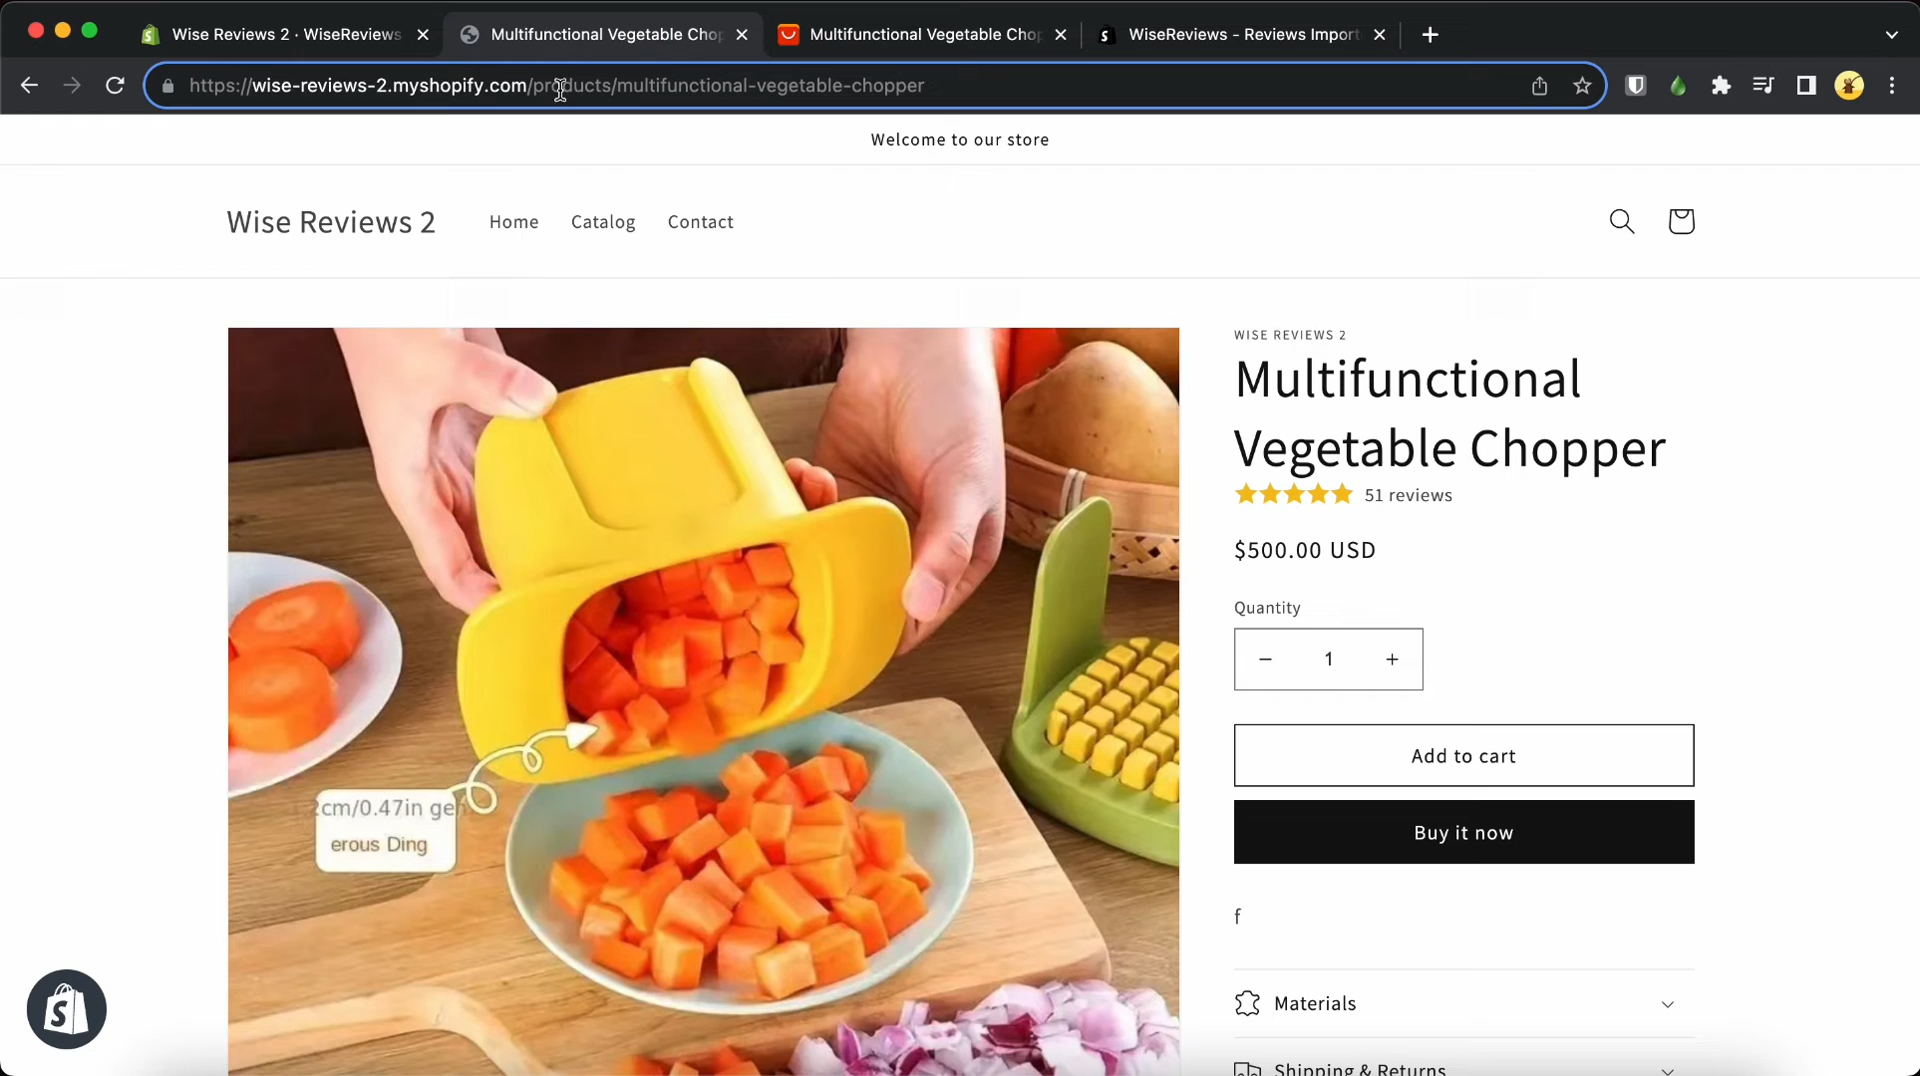 Wise Reviews 2 · WiseReviews
Multifunctional Vegetable Cho
Multifunctional Vegetable Cho
WiseReviews - Reviews Import
https://wise-reviews-2.myshopify.com/products/multifunctional-vegetable-chopper
Welcome to our store
Wise Reviews 2
Home
Catalog
Contact
WISE REVIEWS 2
Multifunctional
Vegetable Chopper
51 reviews
$500.00 USD
Quantity
− 1 +
Add to cart
Buy it now
f
Materials
Shipping & Returns
2cm/0.47in gen
erous Ding